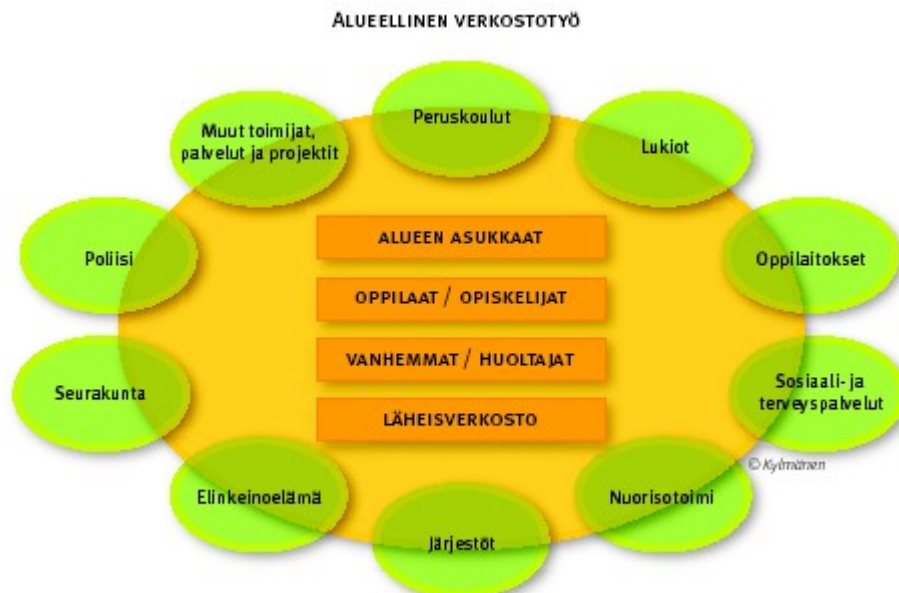 ALUEELLINEN VERKOSTOTYÖ
Peruskoulut
Muut toimijat,
palvelut ja projektit
Lukiot
Poliisi
ALUEEN ASUKKAAT
Oppilaitokset
OPPILAAT / OPISKELIJAT
VANHEMMAT / HUOLTAJAT
Seurakunta
Sosiaali- ja
terveyspalvelut
LÄHEISVERKOSTO
© Kylmänen
Elinkeinoelämä
Nuorisotoimi
Järjestöt